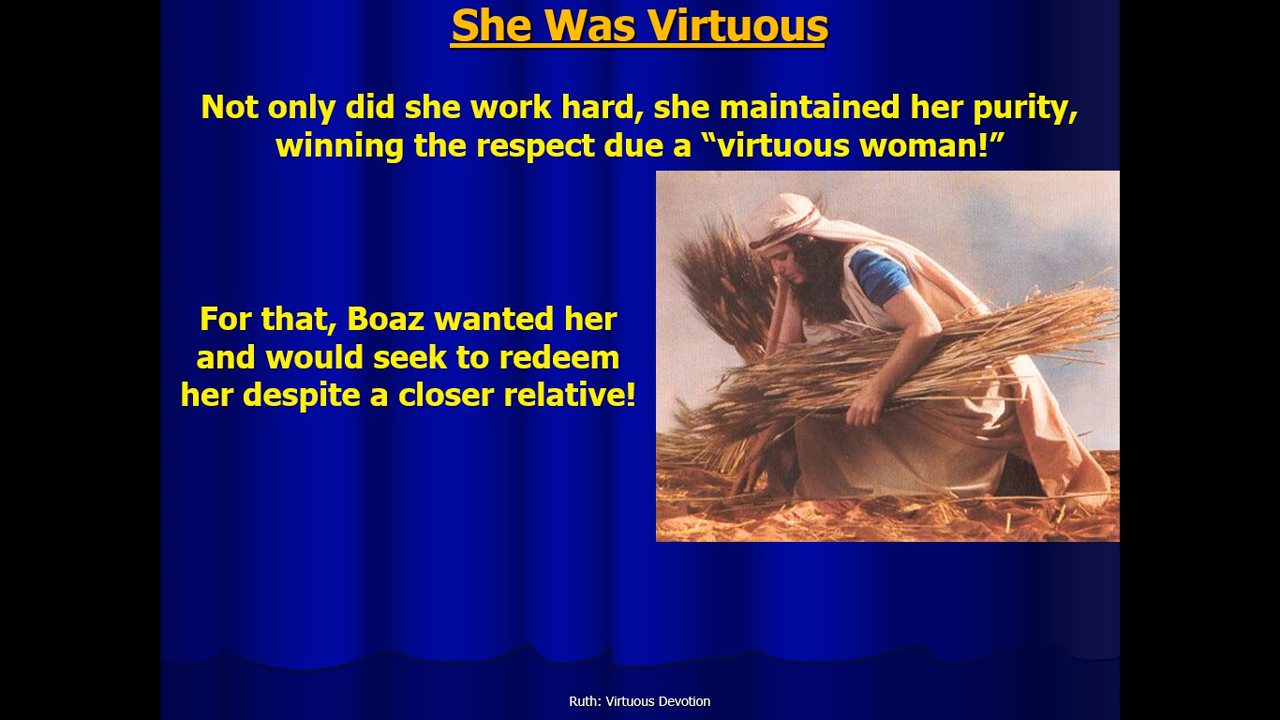 She Was Virtuous
Not only did she work hard, she maintained her purity,
winning the respect due a “virtuous woman!”
For that, Boaz wanted her
and would seek to redeem
her despite a closer relative!
Ruth: Virtuous Devotion